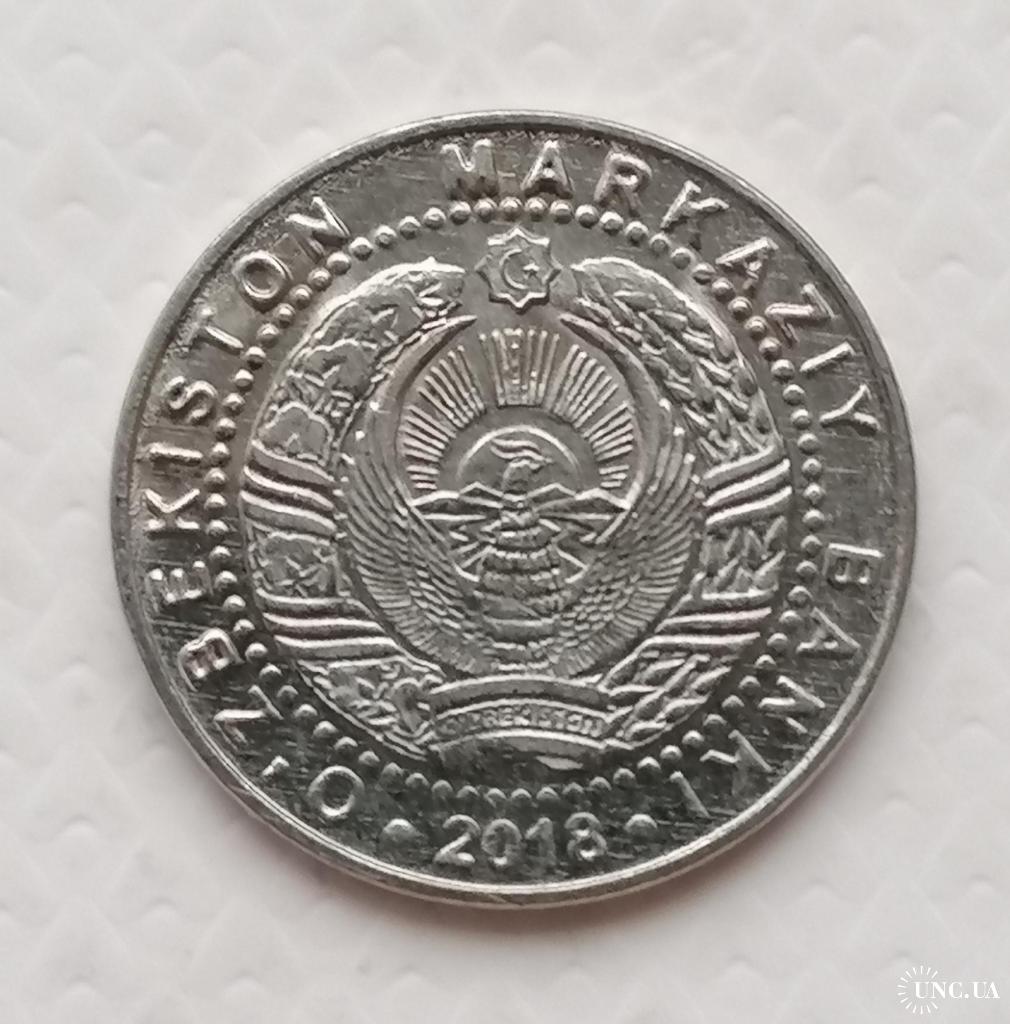 O‘ZBEKISTON MARKAZIY BANKI
O‘ZBEKISTON
• 2018 •
UNC.UA